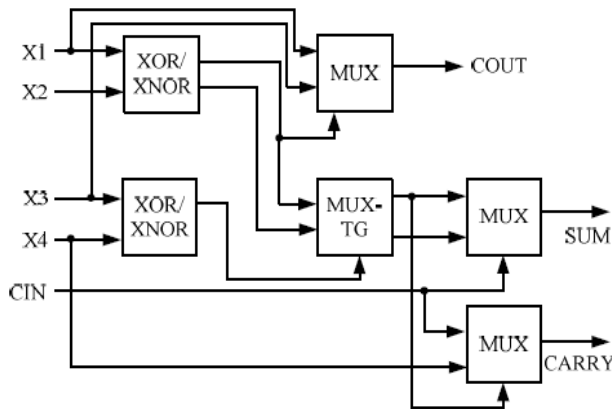 X1
XOR/
XNOR
MUX
COUT
X2
X3
XOR/
XNOR
MUX-
TG
MUX
SUM
X4
CIN
MUX
CARRY